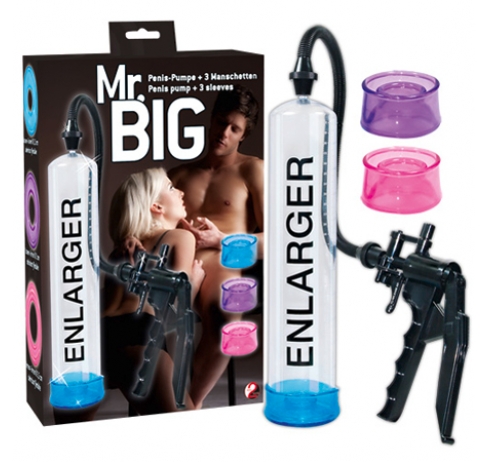 Mr.
BIG
Penis-Pumpe + 3 Manschetten
Penis pump + 3 sleeves
ENLARGER
ENLARGER